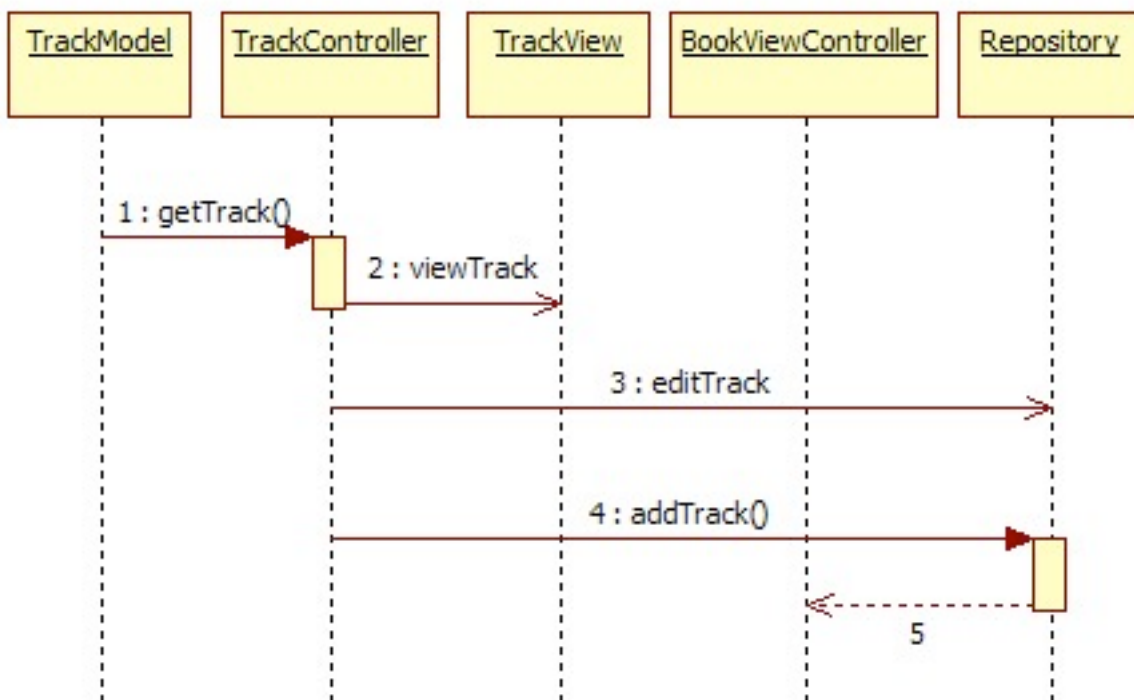 TrackModel
TrackController
TrackView
BookViewController
Repository
1 : getTrack()
2 : viewTrack
3 : editTrack
4 : addTrack()
5